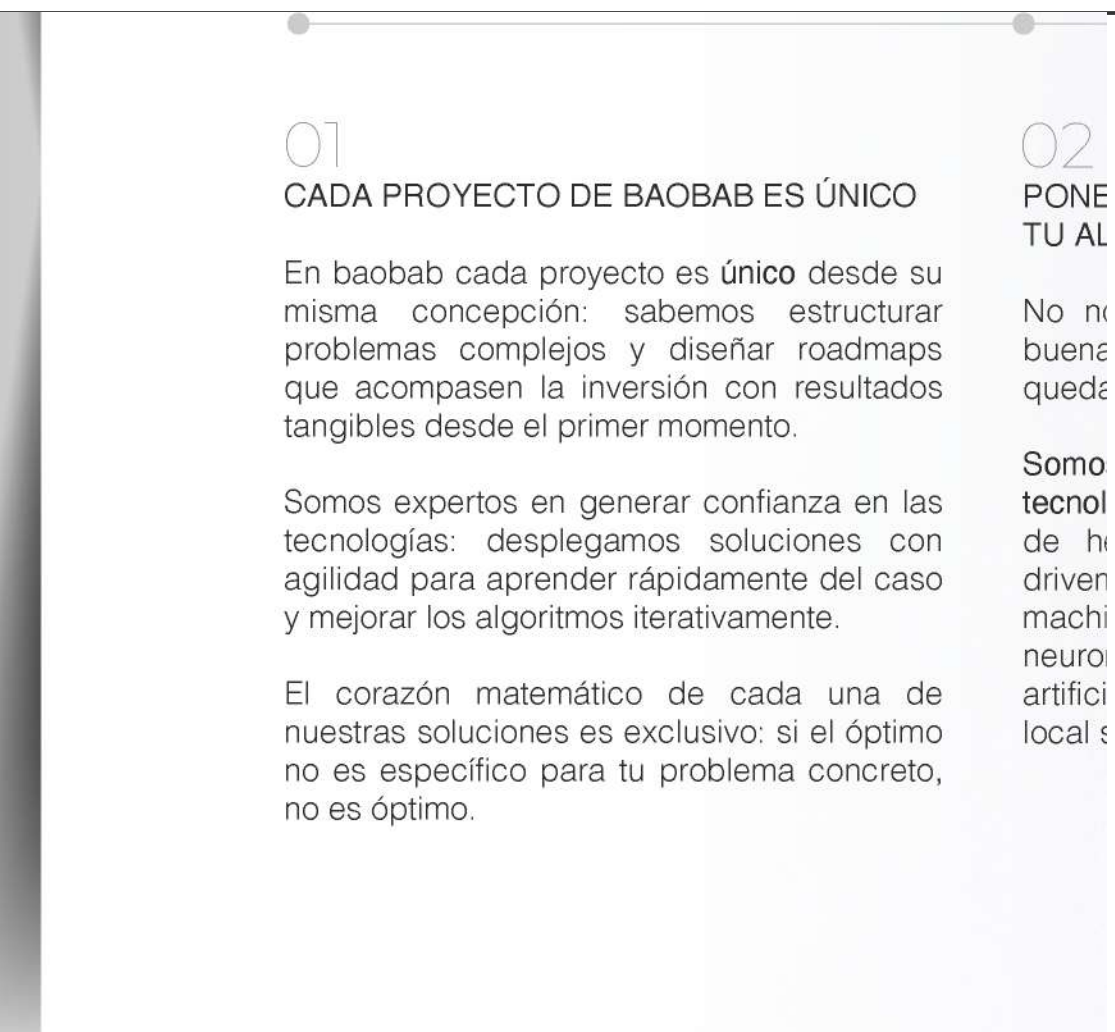 01
CADA PROYECTO DE BAOBAB ES ÚNICO
En baobab cada proyecto es único desde su
misma concepción: sabemos estructurar
problemas complejos y diseñar roadmaps
que acompasen la inversión con resultados
tangibles desde el primer momento.
Somos expertos en generar confianza en las
tecnologías: desplegamos soluciones con
agilidad para aprender rápidamente del caso
y mejorar los algoritmos iterativamente.
El corazón matemático de cada una de
nuestras soluciones es exclusivo: si el óptimo
no es específico para tu problema concreto,
no es óptimo.
02
TU
No
de
local